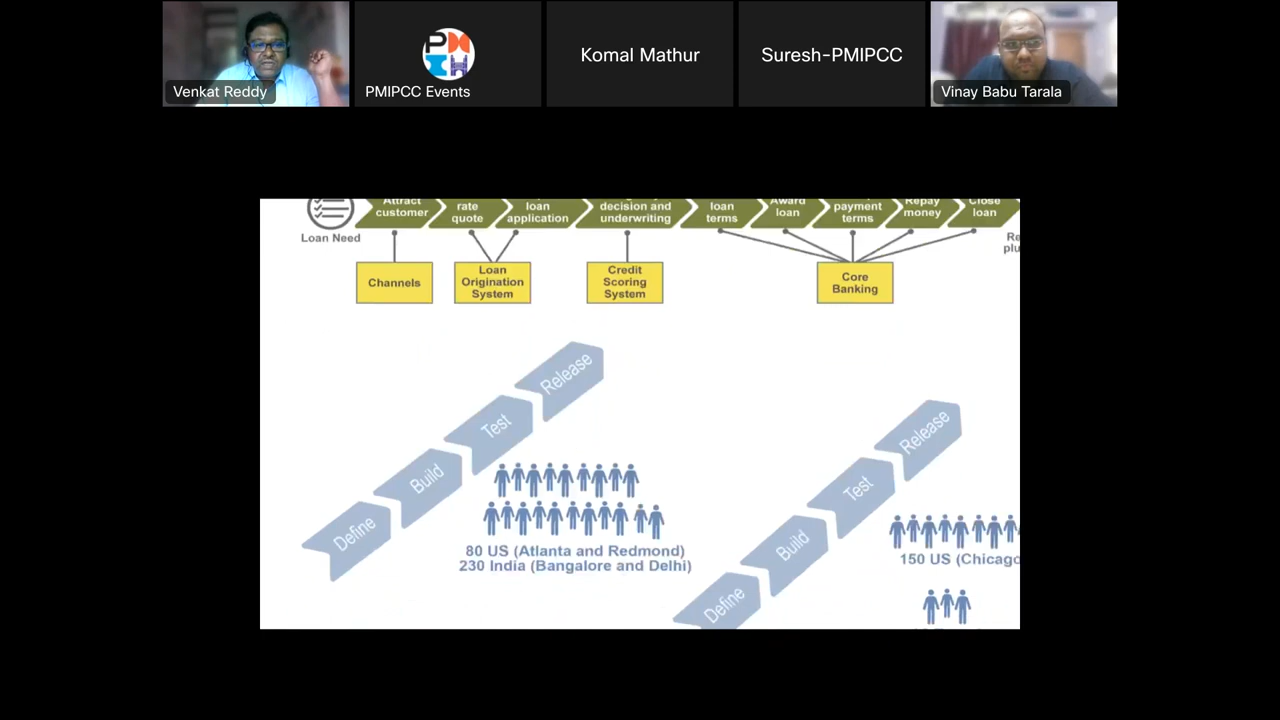 Venkat Reddy
PMIPCC Events
Komal Mathur
Suresh-PMIPCC
Vinay Babu Tarala
Attract
customer
rate
quote
loan
application
decision and
underwriting
loan
terms
Award
loan
payment
terms
Repay
money
Close
loan
Loan Need
Channels
Loan
Origination
System
Credit
Scoring
System
Core
Banking
Define
Build
Test
Release
80 US (Atlanta and Redmond)
230 India (Bangalore and Delhi)
Define
Build
Test
Release
150 US (Chicago